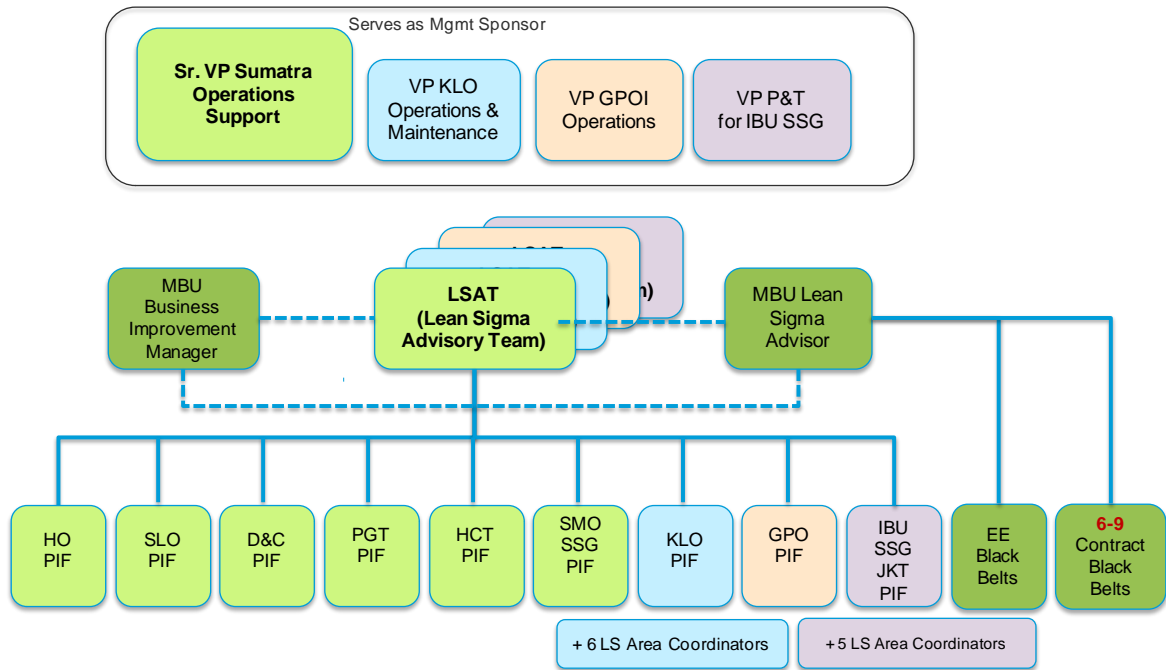 Serves as Mgmt Sponsor
Sr. VP Sumatra
Operations
Support
VP KLO
Operations &
Maintenance
VP GPOI
Operations
VP P&T
for IBU SSG
MBU
Business
Improvement
Manager
LSAT
(Lean Sigma
Advisory Team)
MBU Lean
Sigma
Advisor
HO
PIF
SLO
PIF
D&C
PIF
PGT
PIF
HCT
PIF
SMO
SSG
PIF
KLO
PIF
GPO
PIF
IBU
SSG
JKT
PIF
EE
Black
Belts
6-9
Contract
Black
Belts
+ 6 LS Area Coordinators
+ 5 LS Area Coordinators